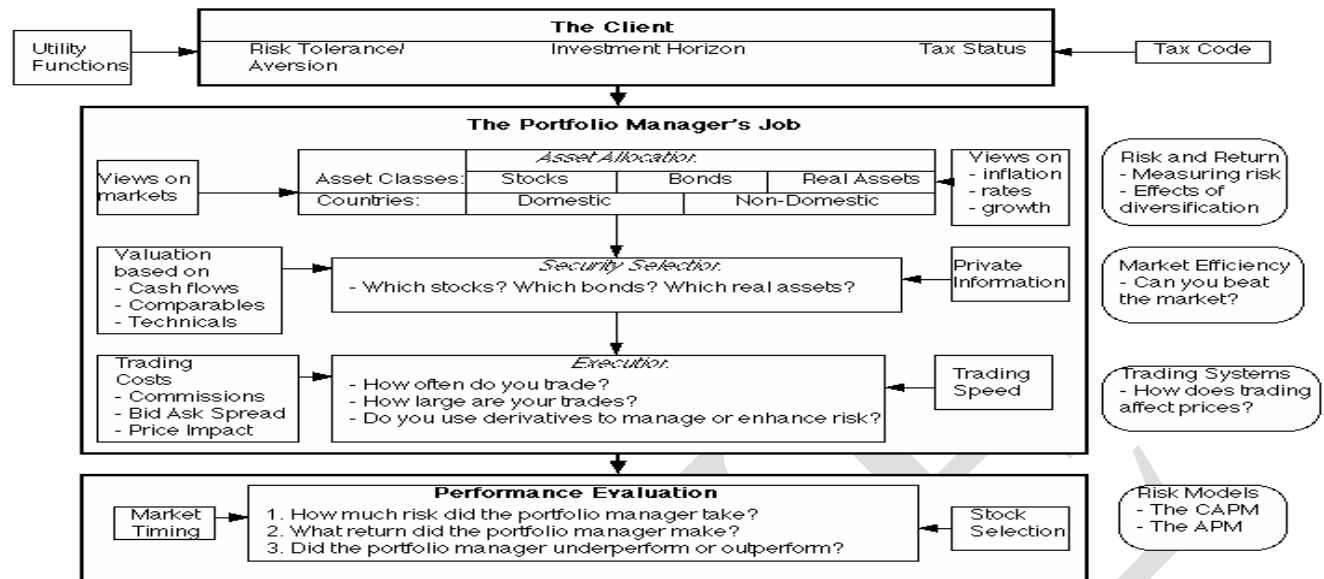 The Client
Utility
Functions
Risk Tolerance/
Aversion
Investment Horizon
Tax Status
Tax Code
The Portfolio Manager's Job
Views on
markets
Asset Allocation
Asset Classes:
Stocks
Bonds
Real Assets
Countries:
Domestic
Non-Domestic
Views on
- inflation
- rates
- growth
Risk and Return
- Measuring risk
- Effects of
diversification
Valuation
based on
- Cash flows
- Comparables
- Technicals
Security Selection
- Which stocks? Which bonds? Which real assets?
Private
Information
Market Efficiency
- Can you beat
the market?
Trading
Costs
- Commissions
- Bid Ask Spread
- Price Impact
Execution
- How often do you trade?
- How large are your trades?
- Do you use derivatives to manage or enhance risk?
Trading
Speed
Trading Systems
- How does trading
affect prices?
Performance Evaluation
Market
Timing
1. How much risk did the portfolio manager take?
2. What return did the portfolio manager make?
3. Did the portfolio manager underperform or outperform?
Stock
Selection
Risk Models
- The CAPM
- The APM